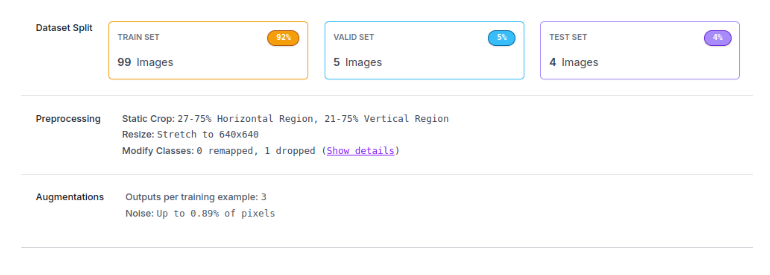 Dataset Split
TRAIN SET 92%
99 Images
VALID SET 5%
5 Images
TEST SET 4%
4 Images
Preprocessing
Static Crop: 27-75% Horizontal Region, 21-75% Vertical Region
Resize: Stretch to 640x640
Modify Classes: 0 remapped, 1 dropped (Show details)
Augmentations
Outputs per training example: 3
Noise: Up to 0.89% of pixels